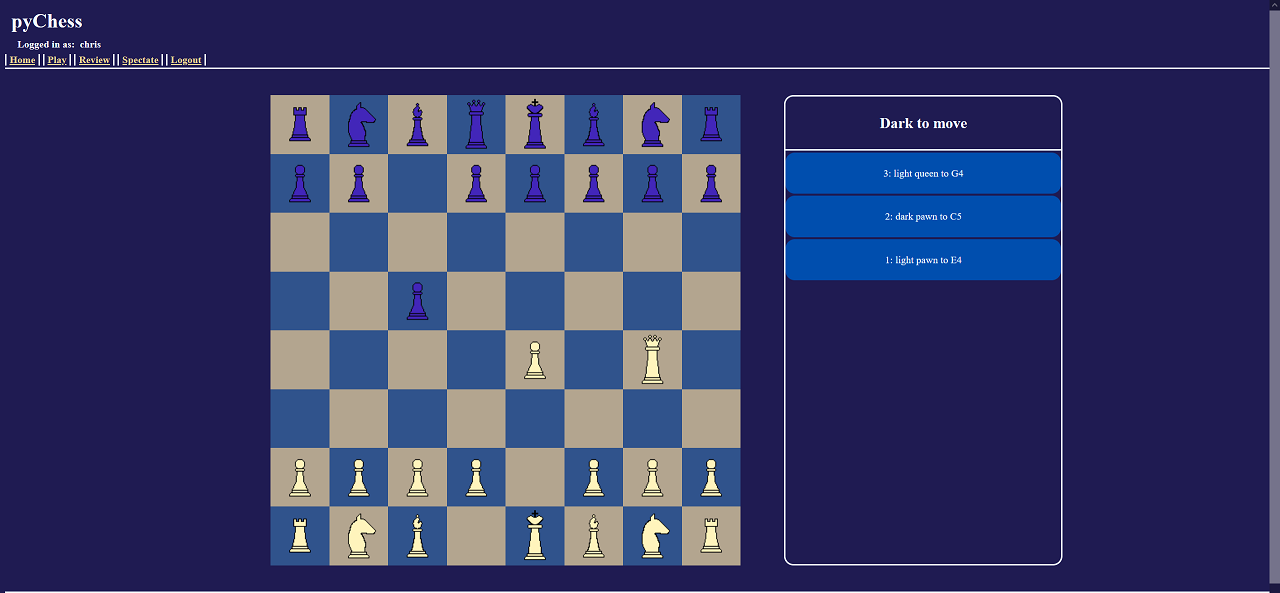 pyChess
Logged in as: chris
| Home | | Play | | Review | | Spectate | | Logout |
Dark to move
3: light queen to G4
2: dark pawn to C5
1: light pawn to E4